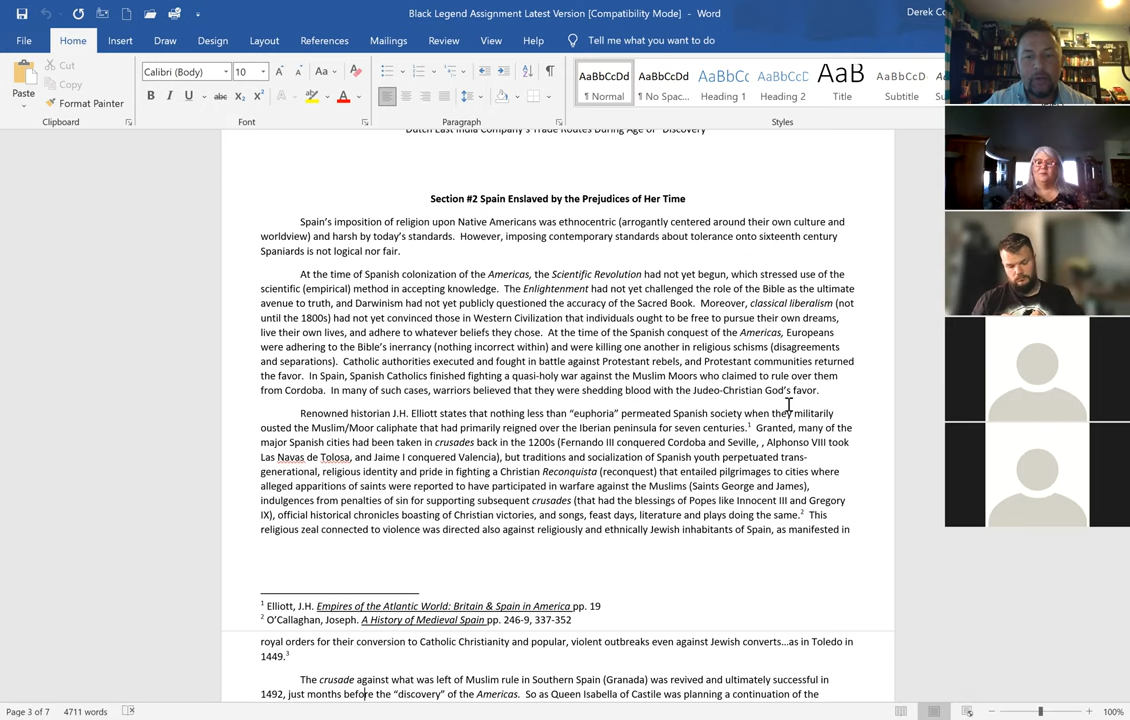 Black Legend Assignment Latest Version [Compatibility Mode] - Word
Derek Co
File Home Insert Draw Design Layout References Mailings Review View Help Tell me what you want to do
Paste
Cut
Copy
Format Painter
Calibri (Body) 10
AaBbCcDd AaBbCcDd AaBbCc AaBbCcD AaB AaBbCcD
¶ Normal ¶ No Spac... Heading 1 Heading 2 Title Subtitle
Clipboard Font Paragraph Styles
Dutch East India Company's Trade Routes During Age of "Discovery"
Section #2 Spain Enslaved by the Prejudices of Her Time
Spain's imposition of religion upon Native Americans was ethnocentric (arrogantly centered around their own culture and
worldview) and harsh by today's standards. However, imposing contemporary standards about tolerance onto sixteenth century
Spaniards is not logical nor fair.
At the time of Spanish colonization of the Americas, the Scientific Revolution had not yet begun, which stressed use of the
scientific (empirical) method in accepting knowledge. The Enlightenment had not yet challenged the role of the Bible as the ultimate
avenue to truth, and Darwinism had not yet publicly questioned the accuracy of the Sacred Book. Moreover, classical liberalism (not
until the 1800s) had not yet convinced those in Western Civilization that individuals ought to be free to pursue their own dreams,
live their own lives, and adhere to whatever beliefs they chose. At the time of the Spanish conquest of the Americas, Europeans
were adhering to the Bible's inerrancy (nothing incorrect within) and were killing one another in religious schisms (disagreements
and separations). Catholic authorities executed and fought in battle against Protestant rebels, and Protestant communities returned
the favor. In Spain, Spanish Catholics finished fighting a quasi-holy war against the Muslim Moors who claimed to rule over them
from Cordoba. In many of such cases, warriors believed that they were shedding blood with the Judeo-Christian God's favor.
Renowned historian J.H. Elliott states that nothing less than "euphoria" permeated Spanish society when they militarily
ousted the Muslim/Moor caliphate that had primarily reigned over the Iberian peninsula for seven centuries.1 Granted, many of the
major Spanish cities had been taken in crusades back in the 1200s (Fernando III conquered Cordoba and Seville, , Alphonso VIII took
Las Navas de Tolosa, and Jaime I conquered Valencia), but traditions and socialization of Spanish youth perpetuated trans-
generational, religious identity and pride in fighting a Christian Reconquista (reconquest) that entailed pilgrimages to cities where
alleged apparitions of saints were reported to have participated in warfare against the Muslims (Saints George and James),
indulgences from penalties of sin for supporting subsequent crusades (that had the blessings of Popes like Innocent III and Gregory
IX), official historical chronicles boasting of Christian victories, and songs, feast days, literature and plays doing the same.2 This
religious zeal connected to violence was directed also against religiously and ethnically Jewish inhabitants of Spain, as manifested in
1 Elliott, J.H. Empires of the Atlantic World: Britain & Spain in America pp. 19
2 O'Callaghan, Joseph. A History of Medieval Spain pp. 246-9, 337-352
royal orders for their conversion to Catholic Christianity and popular, violent outbreaks even against Jewish converts…as in Toledo in
1449.3
The crusade against what was left of Muslim rule in Southern Spain (Granada) was revived and ultimately successful in
1492, just months before the "discovery" of the Americas. So as Queen Isabella of Castile was planning a continuation of the
Page 3 of 7 4711 words 100%